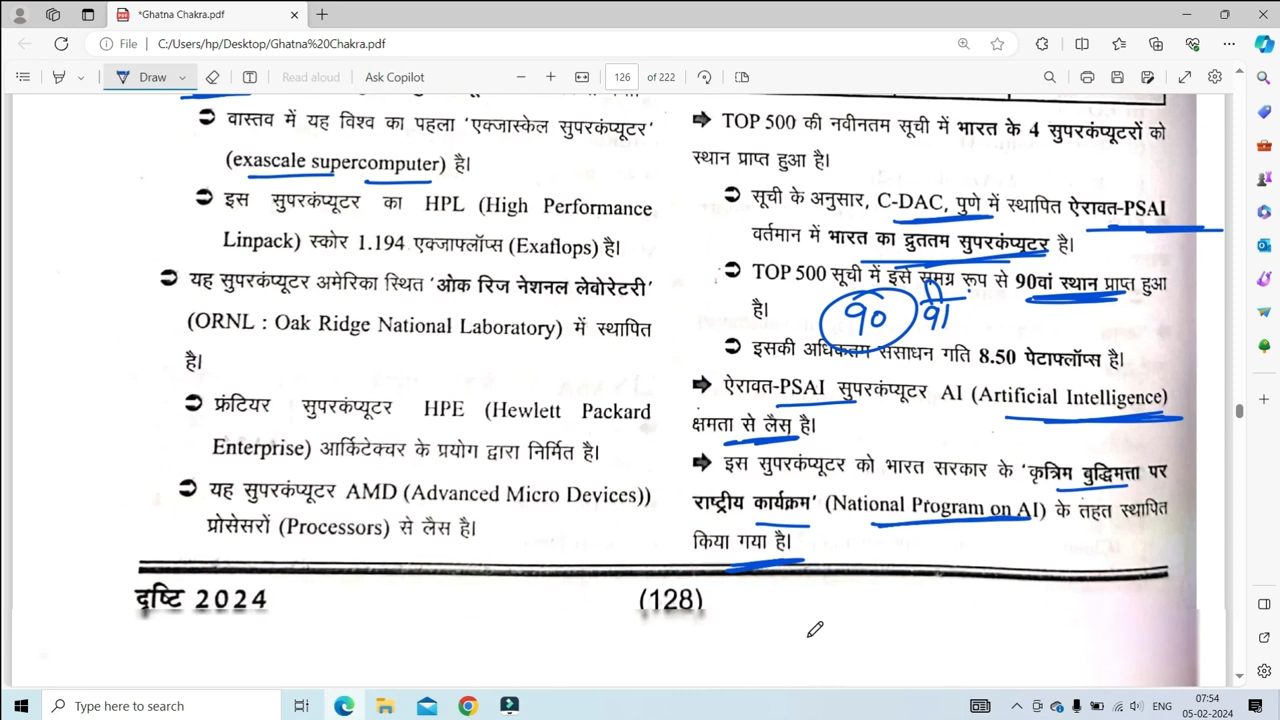 *Ghatna Chakra.pdf
File C:/Users/hp/Desktop/Ghatna%20Chakra.pdf
Draw Read aloud Ask Copilot 126 of 222
वास्तव में यह विश्व का पहला 'एक्जास्केल सुपरकंप्यूटर'
(exascale supercomputer) है।
इस सुपरकंप्यूटर का HPL (High Performance
Linpack) स्कोर 1.194 एक्जाफ्लॉप्स (Exaflops) है।
यह सुपरकंप्यूटर अमेरिका स्थित 'ओक रिज नेशनल लेबोरेटरी'
(ORNL : Oak Ridge National Laboratory) में स्थापित
है।
फ्रंटियर सुपरकंप्यूटर HPE (Hewlett Packard
Enterprise) आर्किटेक्चर के प्रयोग द्वारा निर्मित है।
यह सुपरकंप्यूटर AMD (Advanced Micro Devices))
प्रोसेसरों (Processors) से लैस है।
TOP 500 की नवीनतम सूची में भारत के 4 सुपरकंप्यूटरों को
स्थान प्राप्त हुआ है।
सूची के अनुसार, C-DAC, पुणे में स्थापित ऐरावत-PSAI
वर्तमान में भारत का द्रुततम सुपरकंप्यूटर है।
TOP 500 सूची में इसे समग्र रूप से 90वां स्थान प्राप्त हुआ
है।
90 91
इसकी अधिकतम संसाधन गति 8.50 पेटाफ्लॉप्स है।
ऐरावत-PSAI सुपरकंप्यूटर AI (Artificial Intelligence)
क्षमता से लैस है।
इस सुपरकंप्यूटर को भारत सरकार के 'कृत्रिम बुद्धिमत्ता पर
राष्ट्रीय कार्यक्रम' (National Program on AI) के तहत स्थापित
किया गया है।
दृष्टि 2024 (128)
Type here to search
ENG
07:54
05-02-2024